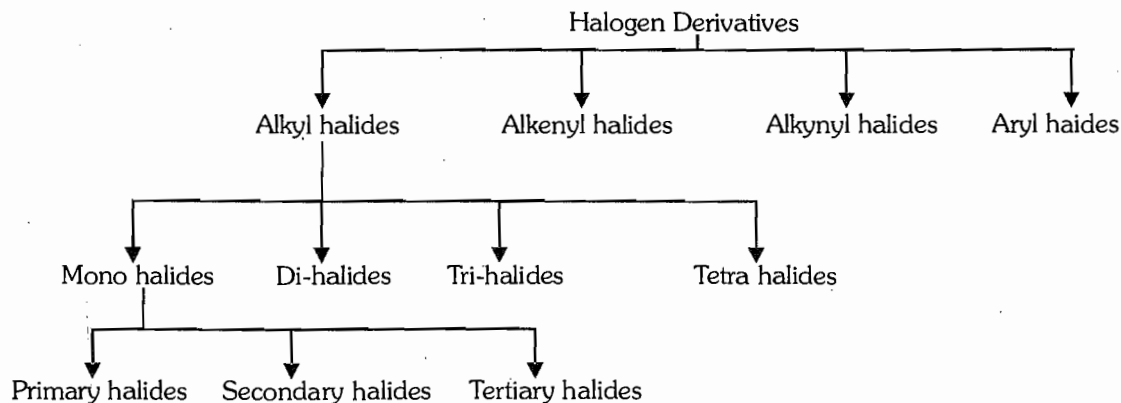 Halogen Derivatives
Alkyl halides Alkenyl halides Alkynyl halides Aryl haides
Mono halides Di-halides Tri-halides Tetra halides
Primary halides Secondary halides Tertiary halides